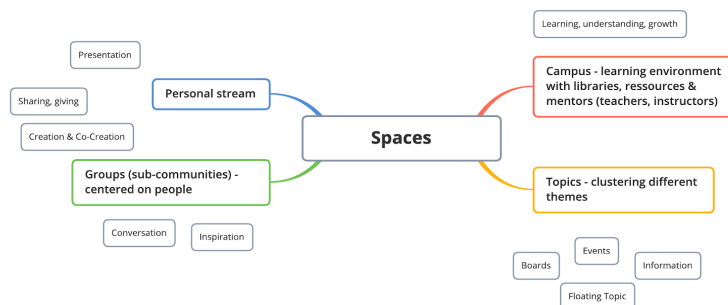 Learning, understanding, growth
Presentation
Campus - learning environment
with libraries, ressources &
mentors (teachers, instructors)
Personal stream
Sharing, giving
Creation & Co-Creation
Spaces
Groups (sub-communities) -
centered on people
Topics - clustering different
themes
Conversation
Inspiration
Events
Boards
Information
Floating Topic